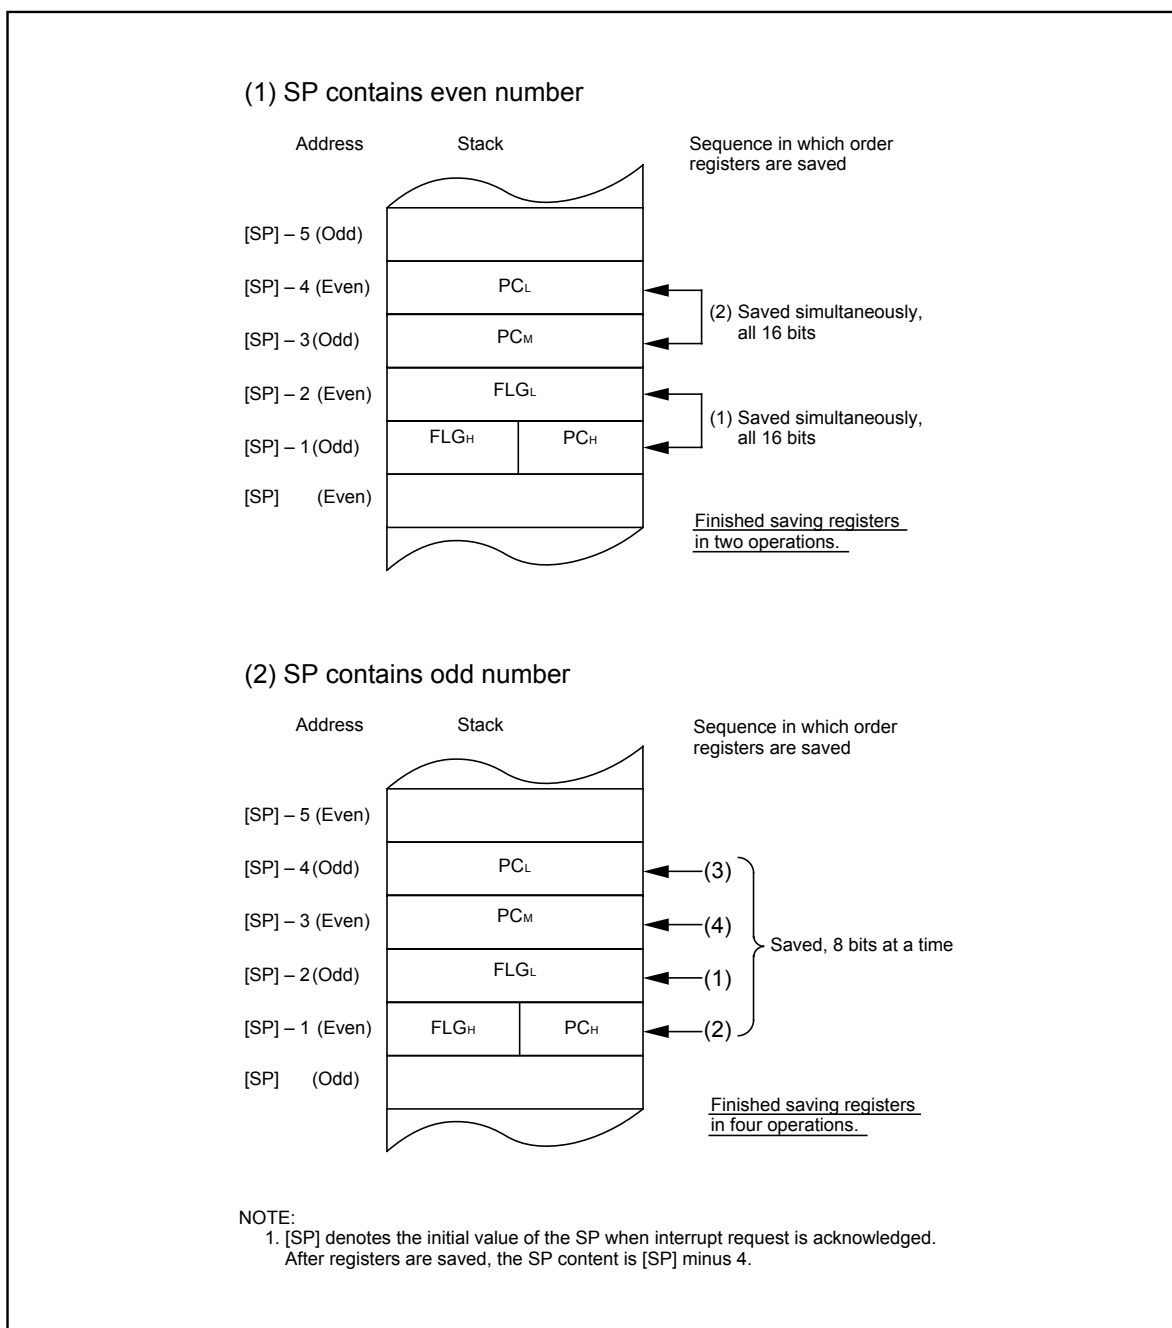 (1) SP contains even number
Address Stack Sequence in which order
registers are saved
[SP] – 5 (Odd)
[SP] – 4 (Even) PCL
(2) Saved simultaneously,
all 16 bits
[SP] – 3 (Odd) PCM
[SP] – 2 (Even) FLGL
(1) Saved simultaneously,
all 16 bits
[SP] – 1 (Odd) FLGH PCH
[SP] (Even)
Finished saving registers
in two operations.
(2) SP contains odd number
Address Stack Sequence in which order
registers are saved
[SP] – 5 (Even)
[SP] – 4 (Odd) PCL (3)
[SP] – 3 (Even) PCM (4)
Saved, 8 bits at a time
[SP] – 2 (Odd) FLGL (1)
[SP] – 1 (Even) FLGH PCH (2)
[SP] (Odd)
Finished saving registers
in four operations.
NOTE:
1. [SP] denotes the initial value of the SP when interrupt request is acknowledged.
After registers are saved, the SP content is [SP] minus 4.